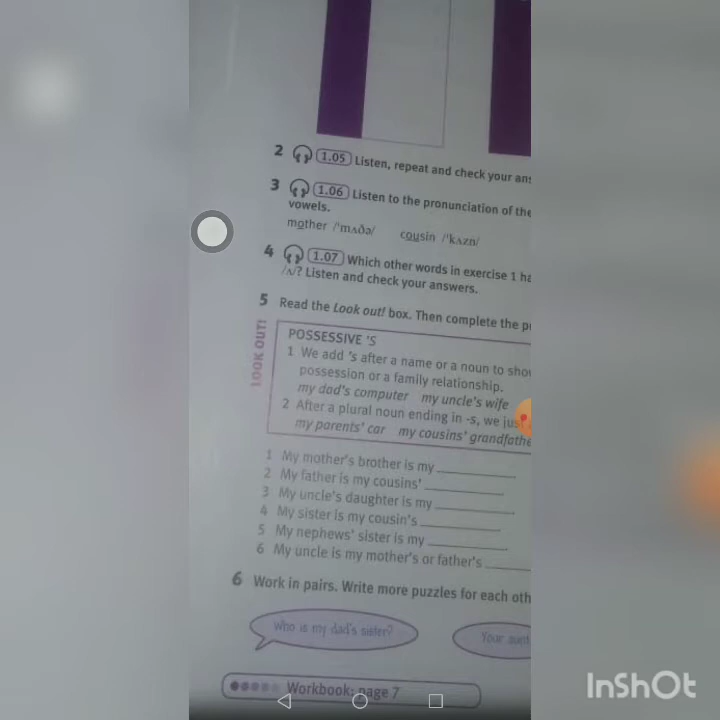 2 1.05 Listen, repeat and check your
3 1.06 Listen to the pronunciation of the
vowels.
mother /ˈmʌðə/ cousin /ˈkʌzn/
4 1.07 Which other words in exercise 1
/ʌ/? Listen and check your answers.
5 Read the Look out! box. Then complete the
LOOK OUT!
POSSESSIVE 'S
1 We add 's after a name or a noun to
possession or a family relationship.
my dad's computer my uncle's wife
2 After a plural noun ending in -s, we
my parents' car my cousins'
1 My mother's brother is my ________.
2 My father is my cousins' ________.
3 My uncle's daughter is my ________.
4 My sister is my cousin's ________.
5 My nephews' sister is my ________.
6 My uncle is my mother's or father's ________
6 Work in pairs. Write more puzzles for each
Who is my dad's sister?
Your aunt
Workbook: page 7
InShOt